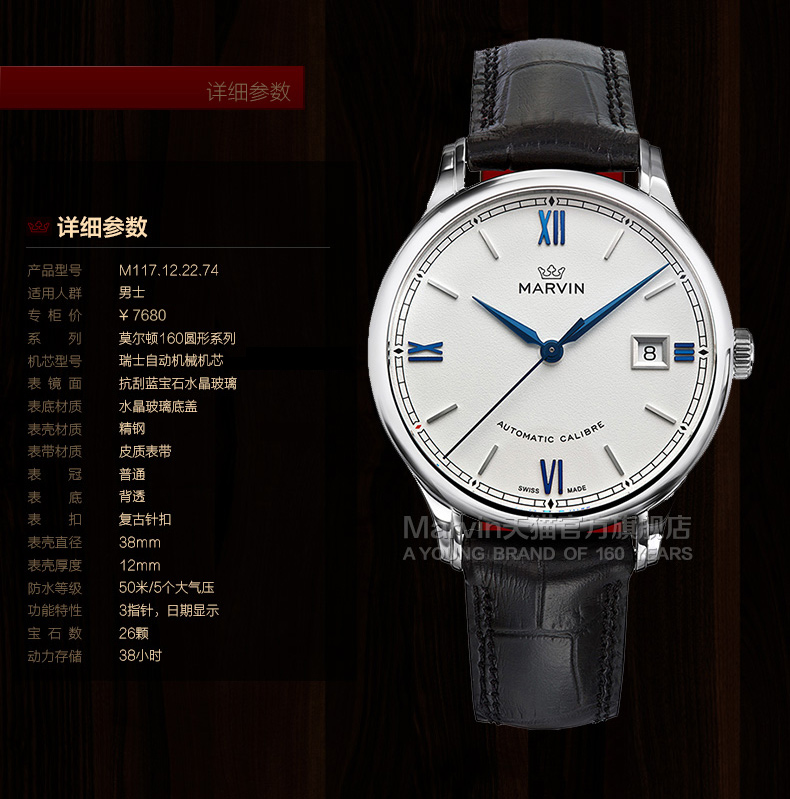 详细参数
详细参数
产品型号 M117.12.22.74
适用人群 男士
专柜价 ¥7680
系列 莫尔顿160圆形系列
机芯型号 瑞士自动机械机芯
表镜面 抗刮蓝宝石水晶玻璃
表底材质 水晶玻璃底盖
表壳材质 精钢
表带材质 皮质表带
表冠 普通
表底 背透
表扣 复古针扣
表壳直径 38mm
表壳厚度 12mm
防水等级 50米/5个大气压
功能特性 3指针，日期显示
宝石数 26颗
动力存储 38小时
XII
MARVIN
IX 8 III
AUTOMATIC CALIBRE
VI
SWISS MADE
Marvin天猫官方旗舰店
A YOUNG BRAND OF 160 YEARS